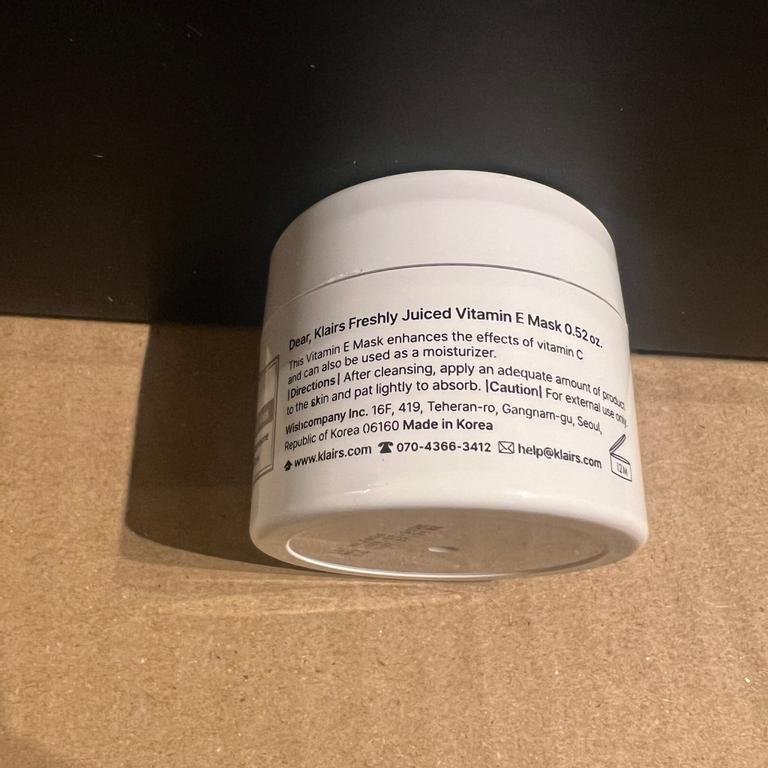 Dear, Klairs Freshly Juiced Vitamin E Mask 0.52 oz.
This Vitamin E Mask enhances the effects of vitamin C
and can also be used as a moisturizer.
|Directions| After cleansing, apply an adequate amount of product
to the skin and pat lightly to absorb. |Caution| For external use only.
Wishcompany Inc. 16F, 419, Teheran-ro, Gangnam-gu, Seoul,
Republic of Korea 06160 Made in Korea
www.klairs.com 070-4366-3412 help@klairs.com
12M